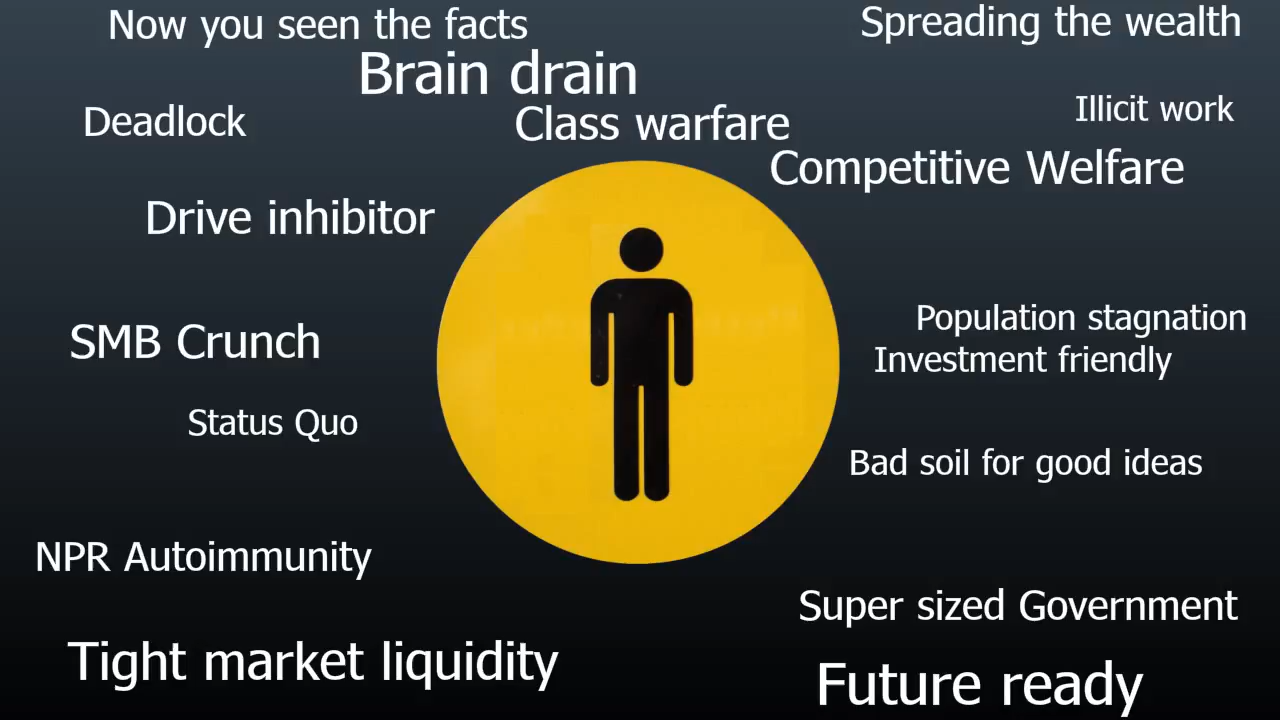 Now you seen the facts
Spreading the wealth
Brain drain
Deadlock
Class warfare
Illicit work
Competitive Welfare
Drive inhibitor
SMB Crunch
Population stagnation
Investment friendly
Status Quo
Bad soil for good ideas
NPR Autoimmunity
Super sized Government
Tight market liquidity
Future ready